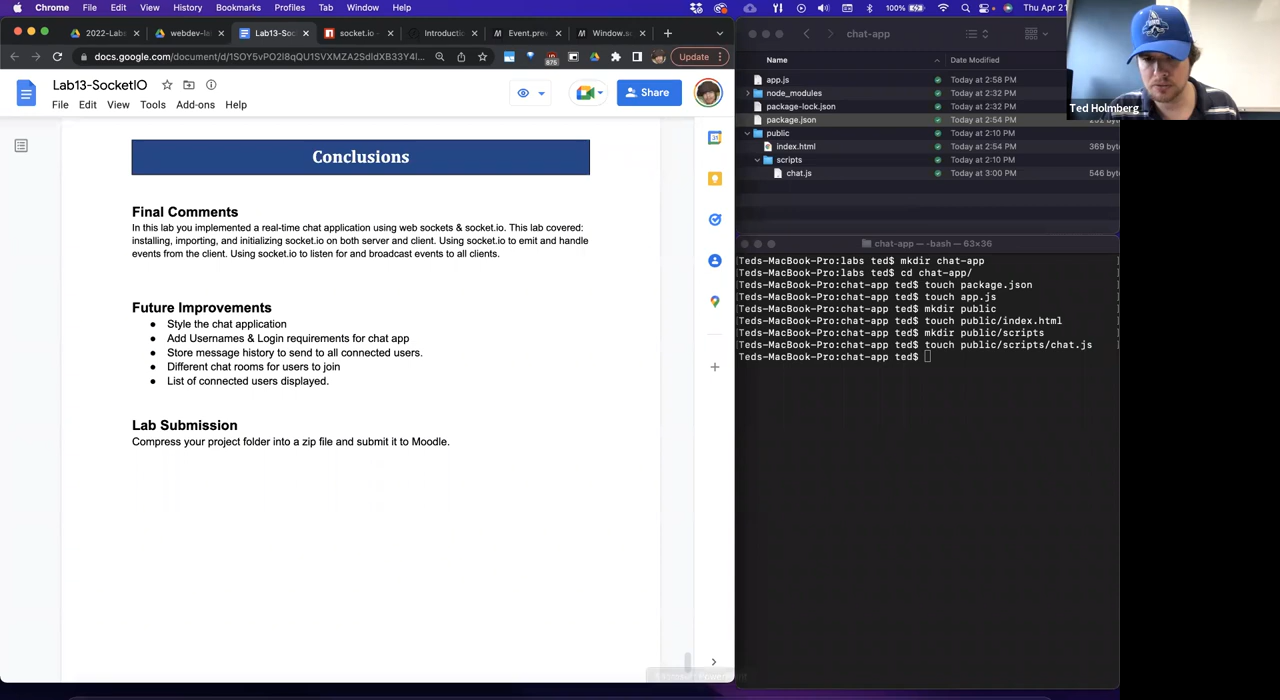 Chrome File Edit View History Bookmarks Profiles Tab Window Help
100% Thu Apr 21
2022-Labs webdev-la Lab13-Soc socket.io - Introductio Event.prev Window.sc
docs.google.com/document/d/1SOY5vPO2l8qQU1SVXMZA2SdldXB33Y4l... 875 Update
Lab13-SocketIO
File Edit View Tools Add-ons Help
Share
Conclusions
Final Comments
In this lab you implemented a real-time chat application using web sockets & socket.io. This lab covered:
installing, importing, and initializing socket.io on both server and client. Using socket.io to emit and handle
events from the client. Using socket.io to listen for and broadcast events to all clients.
Future Improvements
● Style the chat application
● Add Usernames & Login requirements for chat app
● Store message history to send to all connected users.
● Different chat rooms for users to join
● List of connected users displayed.
Lab Submission
Compress your project folder into a zip file and submit it to Moodle.
chat-app
Name Date Modified
app.js Today at 2:58 PM
node_modules Today at 2:32 PM
package-lock.json Today at 2:32 PM
package.json Today at 2:54 PM
public Today at 2:10 PM
index.html Today at 2:54 PM 369 byt
scripts Today at 2:10 PM
chat.js Today at 3:00 PM 546 byt
Ted Holmberg
chat-app — -bash — 63×36
Teds-MacBook-Pro:labs ted$ mkdir chat-app
Teds-MacBook-Pro:labs ted$ cd chat-app/
Teds-MacBook-Pro:chat-app ted$ touch package.json
Teds-MacBook-Pro:chat-app ted$ touch app.js
Teds-MacBook-Pro:chat-app ted$ mkdir public
Teds-MacBook-Pro:chat-app ted$ touch public/index.html
Teds-MacBook-Pro:chat-app ted$ mkdir public/scripts
Teds-MacBook-Pro:chat-app ted$ touch public/scripts/chat.js
Teds-MacBook-Pro:chat-app ted$